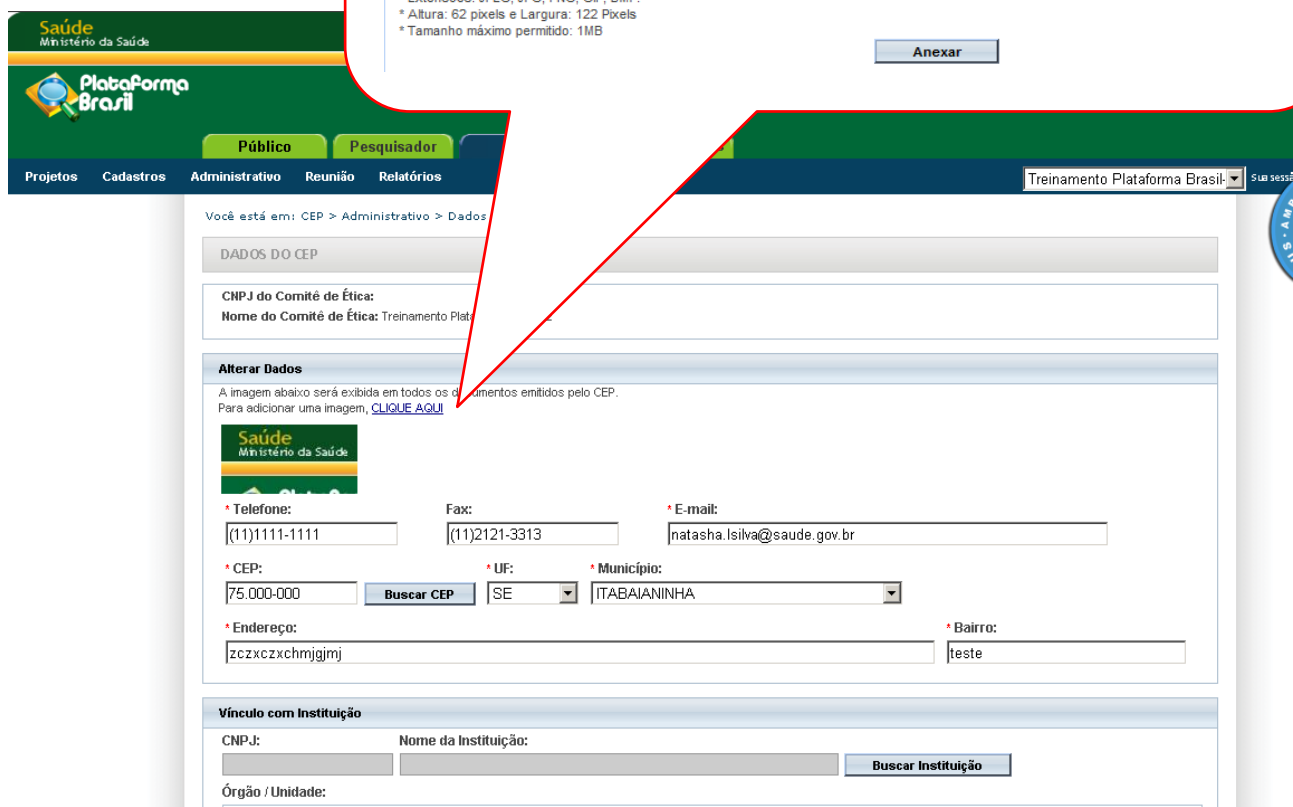 * Altura: 62 pixels e Largura: 122 Pixels
* Tamanho máximo permitido: 1MB
Anexar
Saúde
Ministério da Saúde
Plataforma
Brasil
Público Pesquisador
Projetos Cadastros Administrativo Reunião Relatórios Treinamento Plataforma Brasil- Sua
Você está em: CEP > Administrativo > Dados
DADOS DO CEP
CNPJ do Comitê de Ética:
Nome do Comitê de Ética: Treinamento
Alterar Dados
A imagem abaixo será exibida em todos os emitidos pelo CEP.
Para adicionar uma imagem, CLIQUE AQUI
Saúde
Ministério da Saúde
* Telefone: Fax: * E-mail:
(11)1111-1111 (11)2121-3313 natasha.lsilva@saude.gov.br
* CEP: * UF: * Município:
75.000-000 Buscar CEP SE ITABAIANINHA
* Endereço: * Bairro:
zczxczxchmjgjmj teste
Vínculo com Instituição
CNPJ: Nome da Instituição:
Buscar Instituição
Órgão / Unidade: